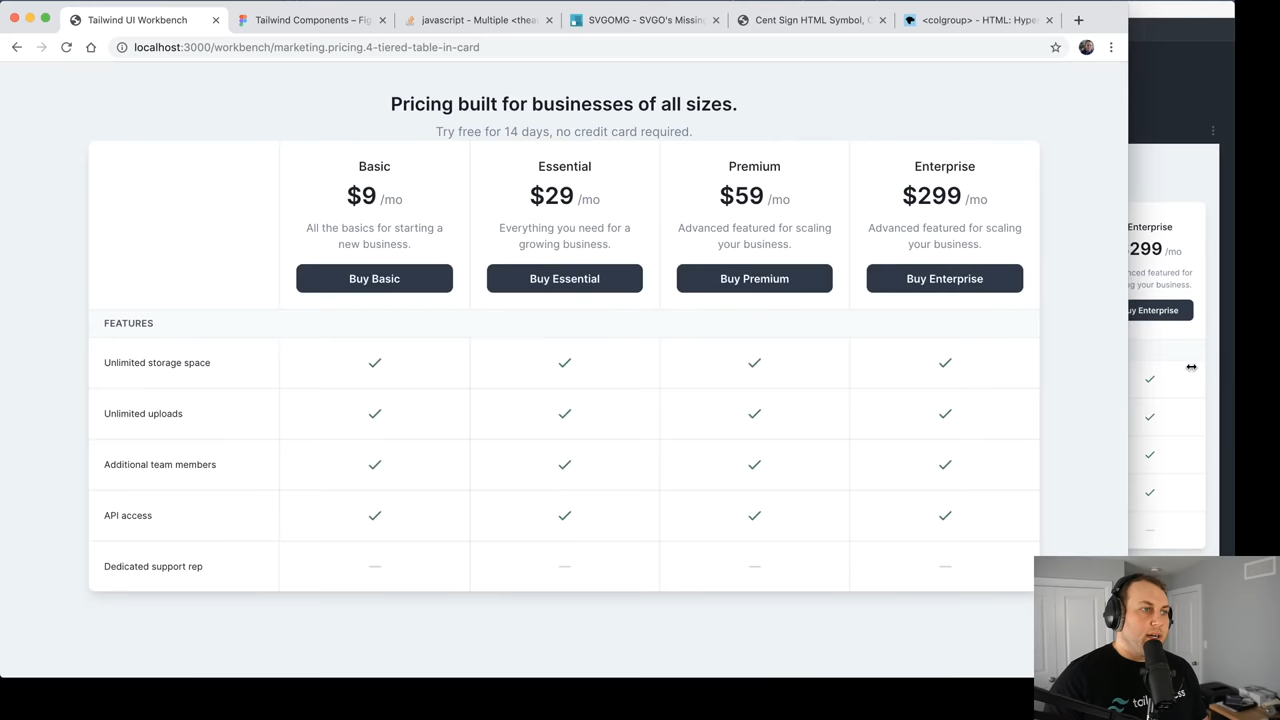 Tailwind UI Workbench
Tailwind Components – Fig
javascript - Multiple <thea
SVGOMG - SVGO's Missin
Cent Sign HTML Symbol, C
<colgroup> - HTML: Hype
localhost:3000/workbench/marketing.pricing.4-tiered-table-in-card
Pricing built for businesses of all sizes.
Try free for 14 days, no credit card required.
Basic
$9 /mo
All the basics for starting a
new business.
Buy Basic
Essential
$29 /mo
Everything you need for a
growing business.
Buy Essential
Premium
$59 /mo
Advanced featured for scaling
your business.
Buy Premium
Enterprise
$299 /mo
Advanced featured for scaling
your business.
Buy Enterprise
FEATURES
Unlimited storage space
Unlimited uploads
Additional team members
API access
Dedicated support rep
Enterprise
299 /mo
nced featured for
ng your business.
uy Enterprise